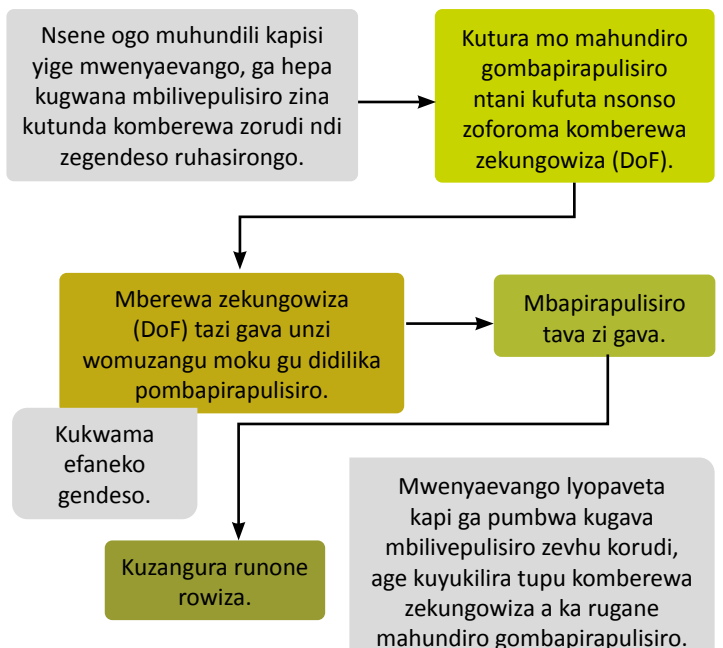 Nsene ogo muhundili kapisi
yige mwenyaevango, ga hepa
kugwana mbilivepulisiro zina
kutunda komberewa zorudi ndi
zegendeso ruhasirongo.
Kutura mo mahundiro
gombapirapulisiro
ntani kufuta nsonso
zoforoma komberewa
zekungowiza (DoF).
Mberewa zekungowiza
(DoF) tazi gava unzi
womuzangu moku gu didilika
pombapirapulisiro.
Mbapirapulisiro
tava zi gava.
Kukwama
efaneko
gendeso.
Kuzangura runone
rowiza.
Mwenyaevango lyopaveta
kapi ga pumbwa kugava
mbilivepulisiro zevhu korudi,
age kuyukilira tupu komberewa
zekungowiza a ka rugane
mahundiro gombapirapulisiro.